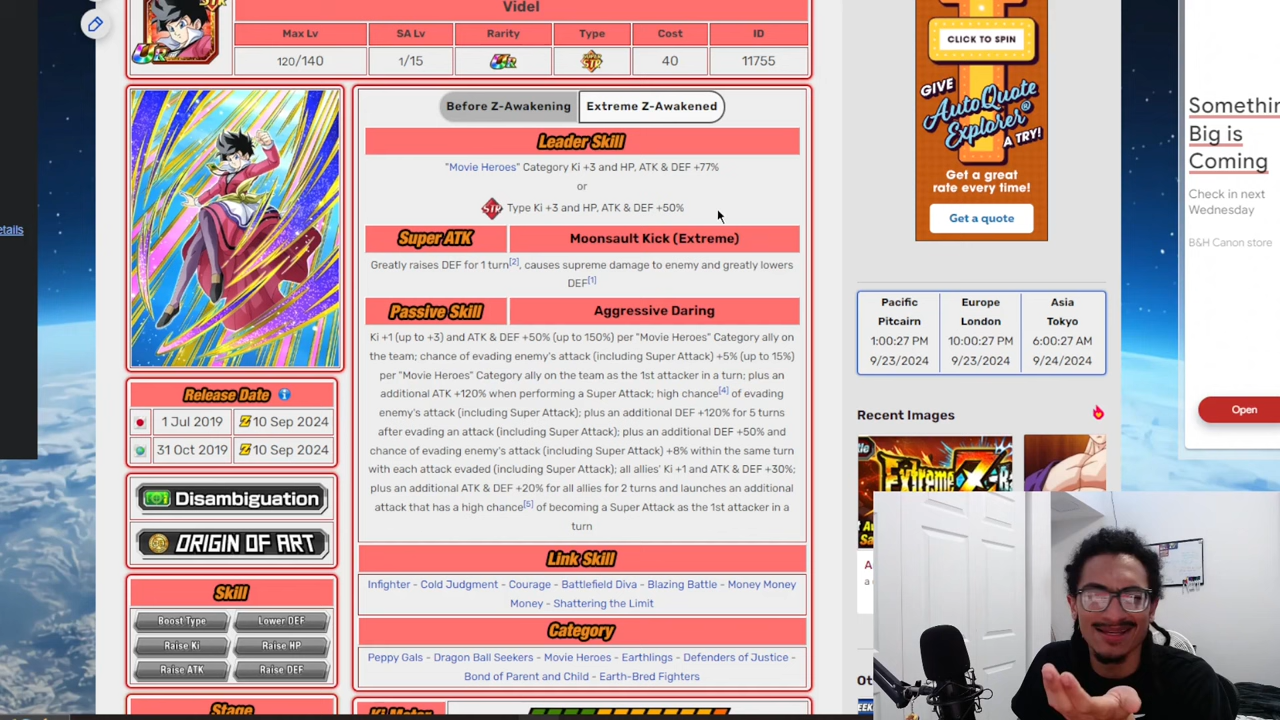 Videl
Max Lv SA Lv Rarity Type Cost ID
120/140 1/15 UR STR 40 11755
Before Z-Awakening Extreme Z-Awakened
Leader Skill
"Movie Heroes" Category Ki +3 and HP, ATK & DEF +77%
or
STR Type Ki +3 and HP, ATK & DEF +50%
Super ATK Moonsault Kick (Extreme)
Greatly raises DEF for 1 turn[2], causes supreme damage to enemy and greatly lowers
DEF[1]
Passive Skill Aggressive Daring
Ki +1 (up to +3) and ATK & DEF +50% (up to 150%) per "Movie Heroes" Category ally on
the team; chance of evading enemy's attack (including Super Attack) +5% (up to 15%)
per "Movie Heroes" Category ally on the team as the 1st attacker in a turn; plus an
additional ATK +120% when performing a Super Attack; high chance[4] of evading
enemy's attack (including Super Attack); plus an additional DEF +120% for 5 turns
after evading an attack (including Super Attack); plus an additional DEF +50% and
chance of evading enemy's attack (including Super Attack) +8% within the same turn
with each attack evaded (including Super Attack); all allies' Ki +1 and ATK & DEF +30%;
plus an additional ATK & DEF +20% for all allies for 2 turns and launches an additional
attack that has a high chance[5] of becoming a Super Attack as the 1st attacker in a
turn
Link Skill
Infighter - Cold Judgment - Courage - Battlefield Diva - Blazing Battle - Money Money
Money - Shattering the Limit
Category
Peppy Gals - Dragon Ball Seekers - Movie Heroes - Earthlings - Defenders of Justice -
Bond of Parent and Child - Earth-Bred Fighters
etails
UR
Release Date
1 Jul 2019 Z 10 Sep 2024
31 Oct 2019 Z 10 Sep 2024
Disambiguation
ORIGIN OF ART
Skill
Boost Type Lower DEF
Raise Ki Raise HP
Raise ATK Raise DEF
Stage
Ki Meter
CLICK TO SPIN
GIVE
AutoQuote
Explorer®
A TRY!
Get a great
rate every time!
Get a quote
Pacific Europe Asia
Pitcairn London Tokyo
1:00:27 PM 10:00:27 PM 6:00:27 AM
9/23/2024 9/23/2024 9/24/2024
Recent Images
Extreme Z
Somethin
Big is
Coming
Check in next
Wednesday
B&H Canon store
Open